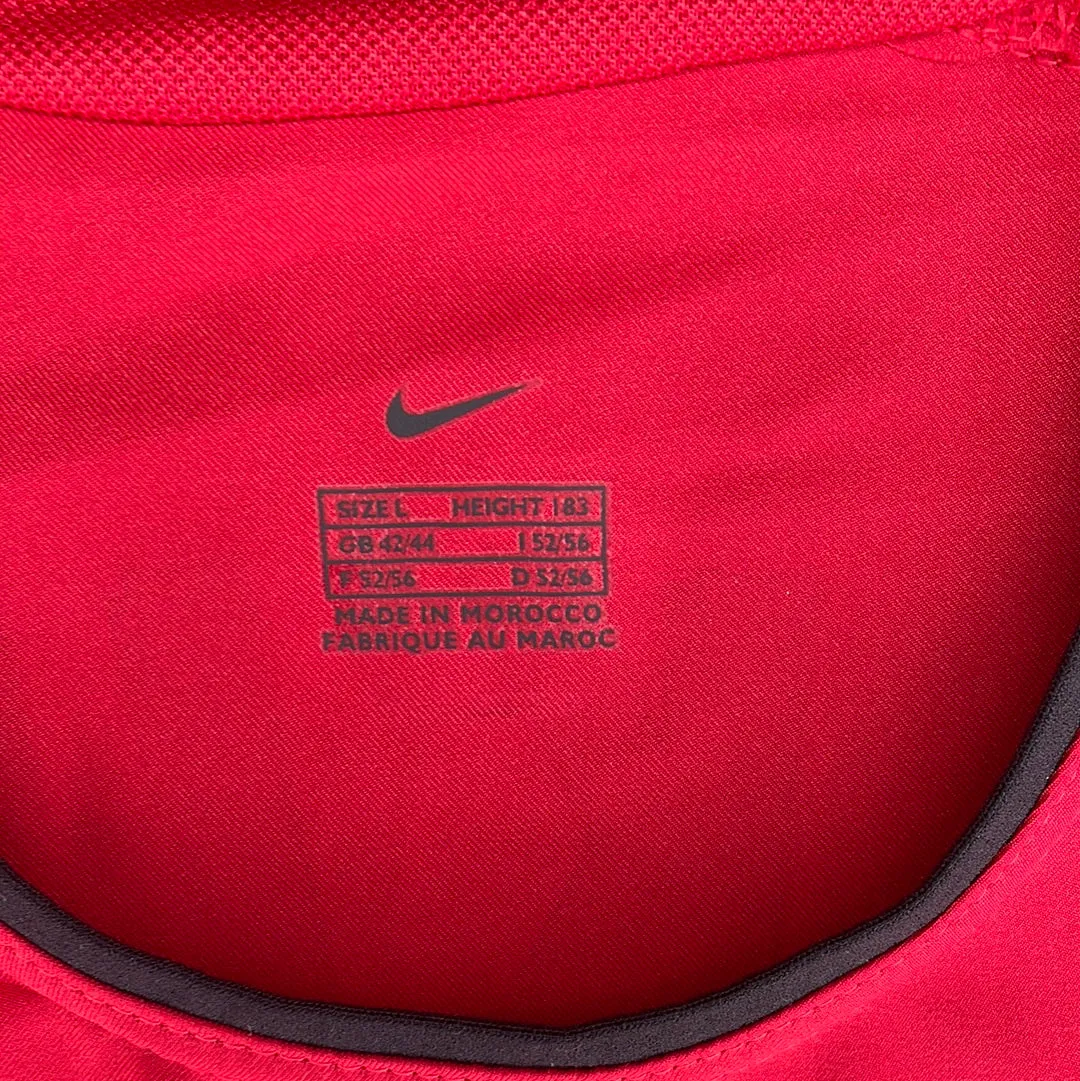 SIZE L HEIGHT 183
GB 42/44 I 52/56
F 52/56 D 52/56
MADE IN MOROCCO
FABRIQUE AU MAROC